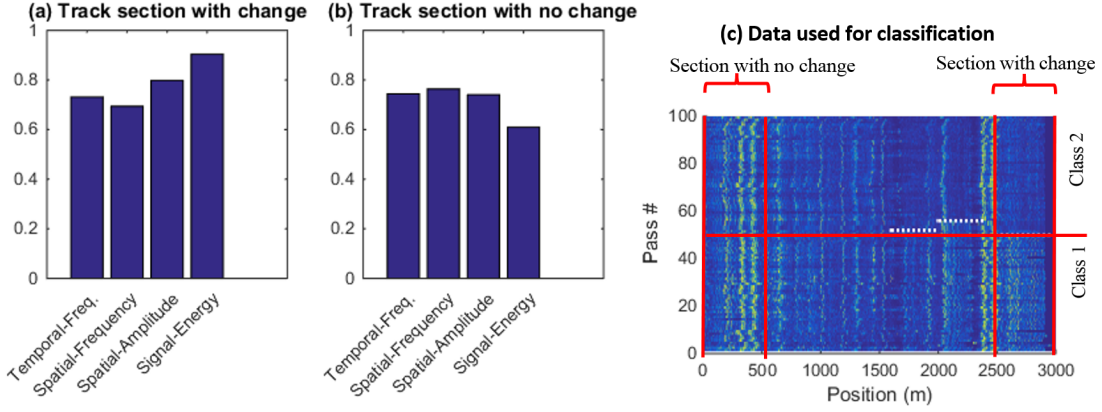 (a) Track section with change
1
0.8
0.6
0.4
0.2
0
Temporal-Freq.
Spatial-Frequency
Spatial-Amplitude
Signal-Energy
(b) Track section with no change
1
0.8
0.6
0.4
0.2
0
Temporal-Freq.
Spatial-Frequency
Spatial-Amplitude
Signal-Energy
(c) Data used for classification
Section with no change
Section with change
Pass #
100
80
60
40
20
0
0 500 1000 1500 2000 2500 3000
Position (m)
Class 2
Class 1